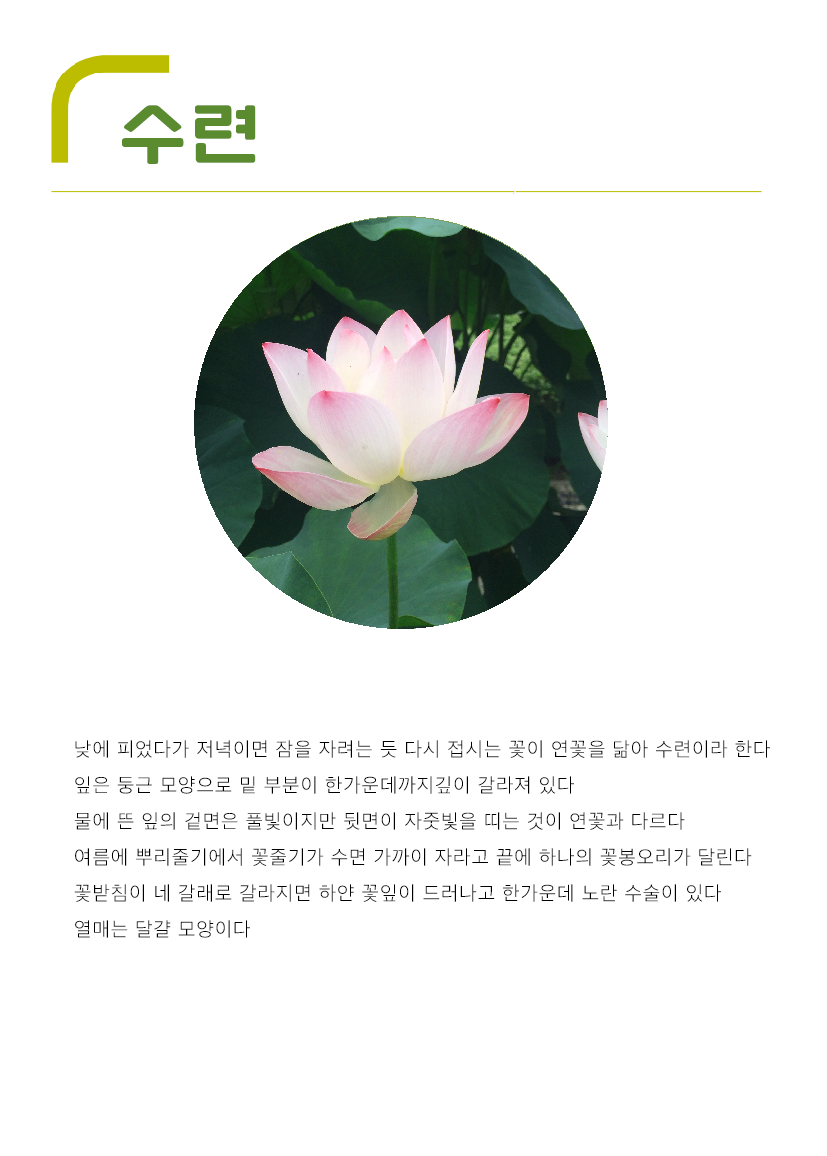 수련
낮에 피었다가 저녁이면 잠을 자려는 듯 다시 접시는 꽃이 연꽃을 닮아 수련이라 한다
잎은 둥근 모양으로 밑 부분이 한가운데까지깊이 갈라져 있다
물에 뜬 잎의 겉면은 풀빛이지만 뒷면이 자줏빛을 띠는 것이 연꽃과 다르다
여름에 뿌리줄기에서 꽃줄기가 수면 가까이 자라고 끝에 하나의 꽃봉오리가 달린다
꽃받침이 네 갈래로 갈라지면 하얀 꽃잎이 드러나고 한가운데 노란 수술이 있다
열매는 달걀 모양이다